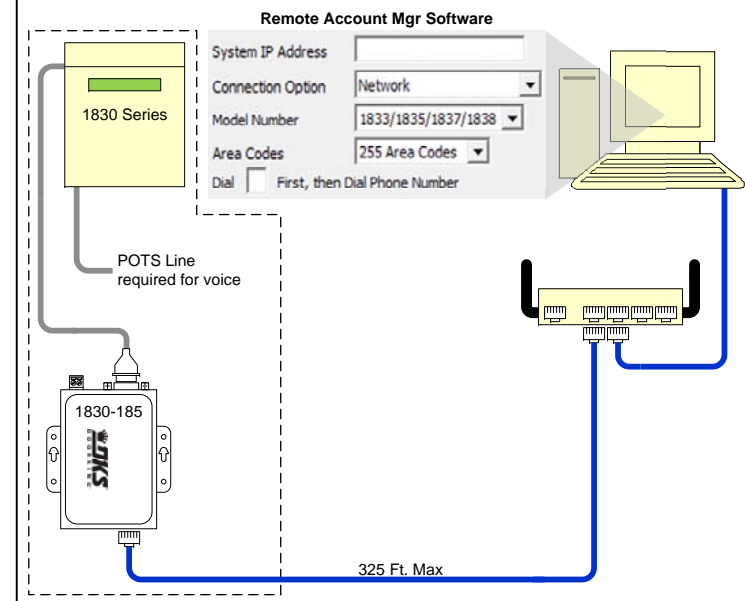 Remote Account Mgr Software
System IP Address
Connection Option Network
Model Number 1833/1835/1837/1838
Area Codes 255 Area Codes
Dial First, then Dial Phone Number
1830 Series
POTS Line
required for voice
1830-185
DKS
DOORKING
325 Ft. Max